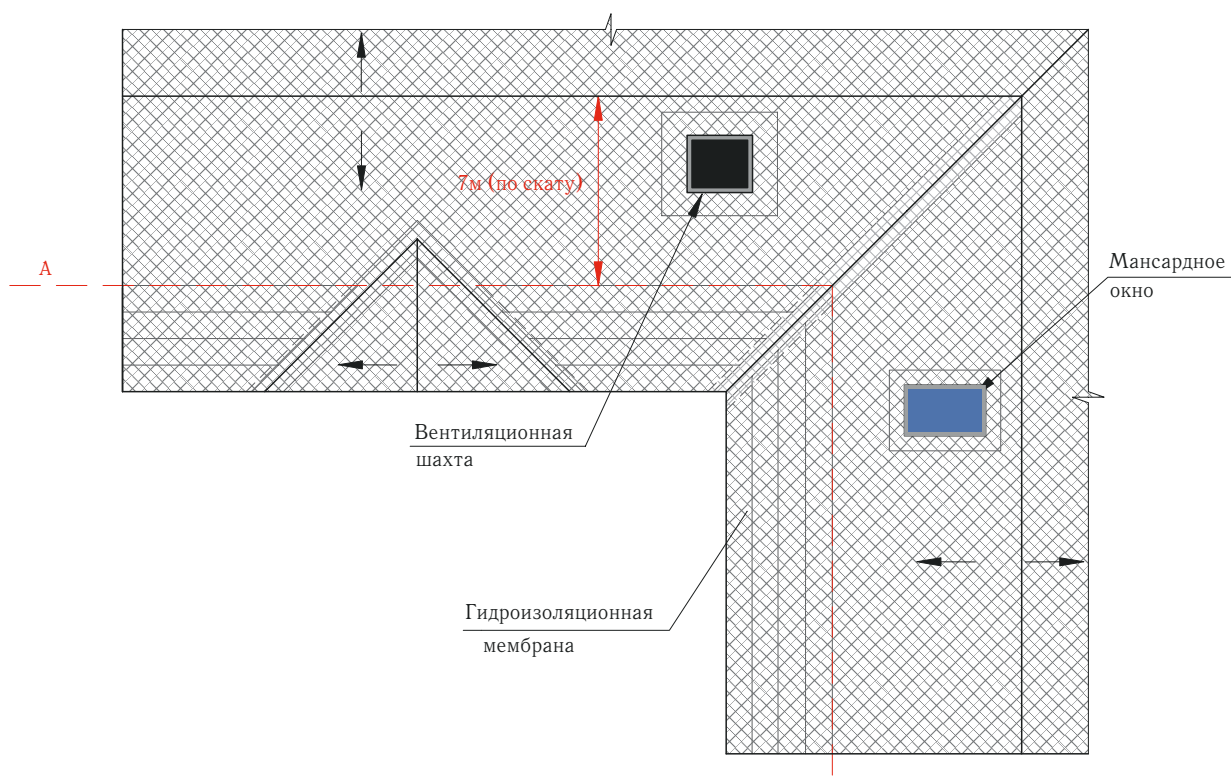 7м (по скату)
А
Мансардное
окно
Вентиляционная
шахта
Гидроизоляционная
мембрана